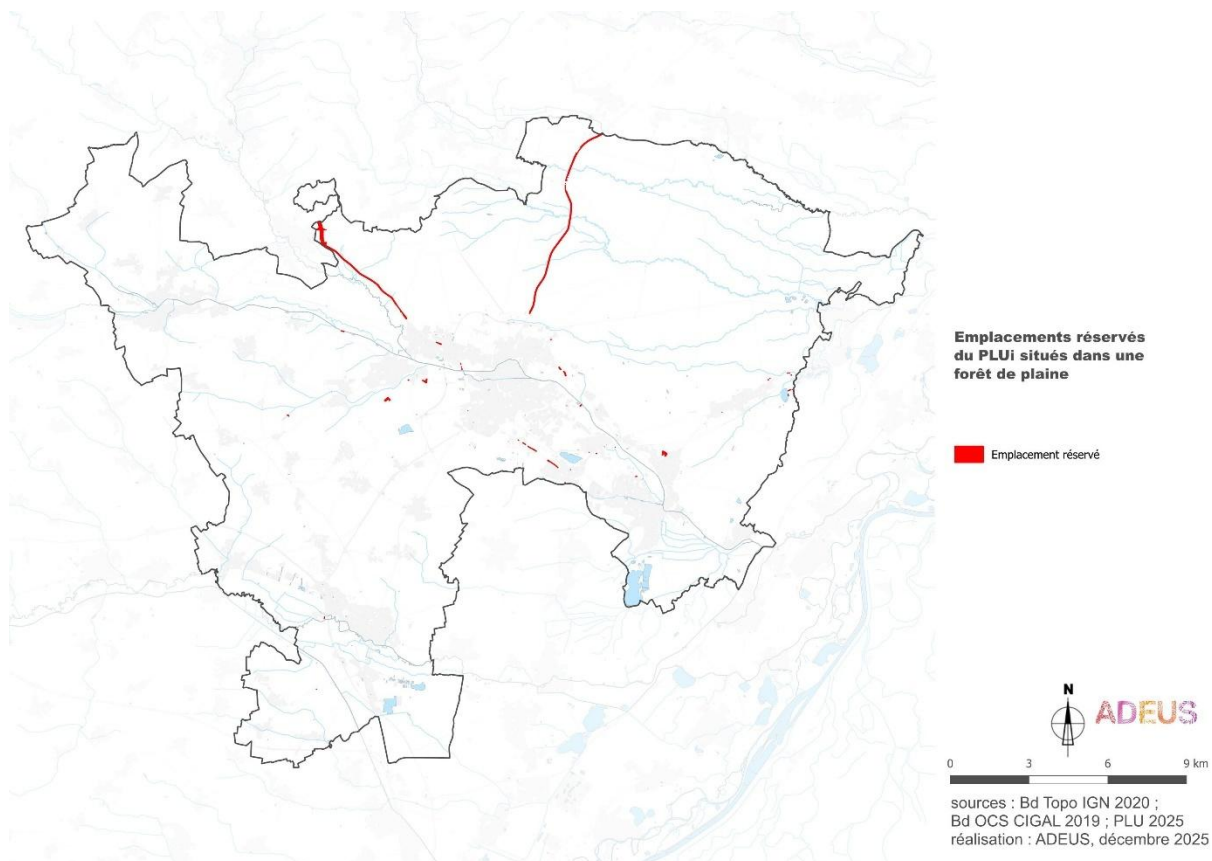 Emplacements réservés
du PLUi situés dans une
forêt de plaine
Emplacement réservé
N
ADEUS
0 3 6 9 km
sources : Bd Topo IGN 2020 ;
Bd OCS CIGAL 2019 ; PLU 2025
réalisation : ADEUS, décembre 2025